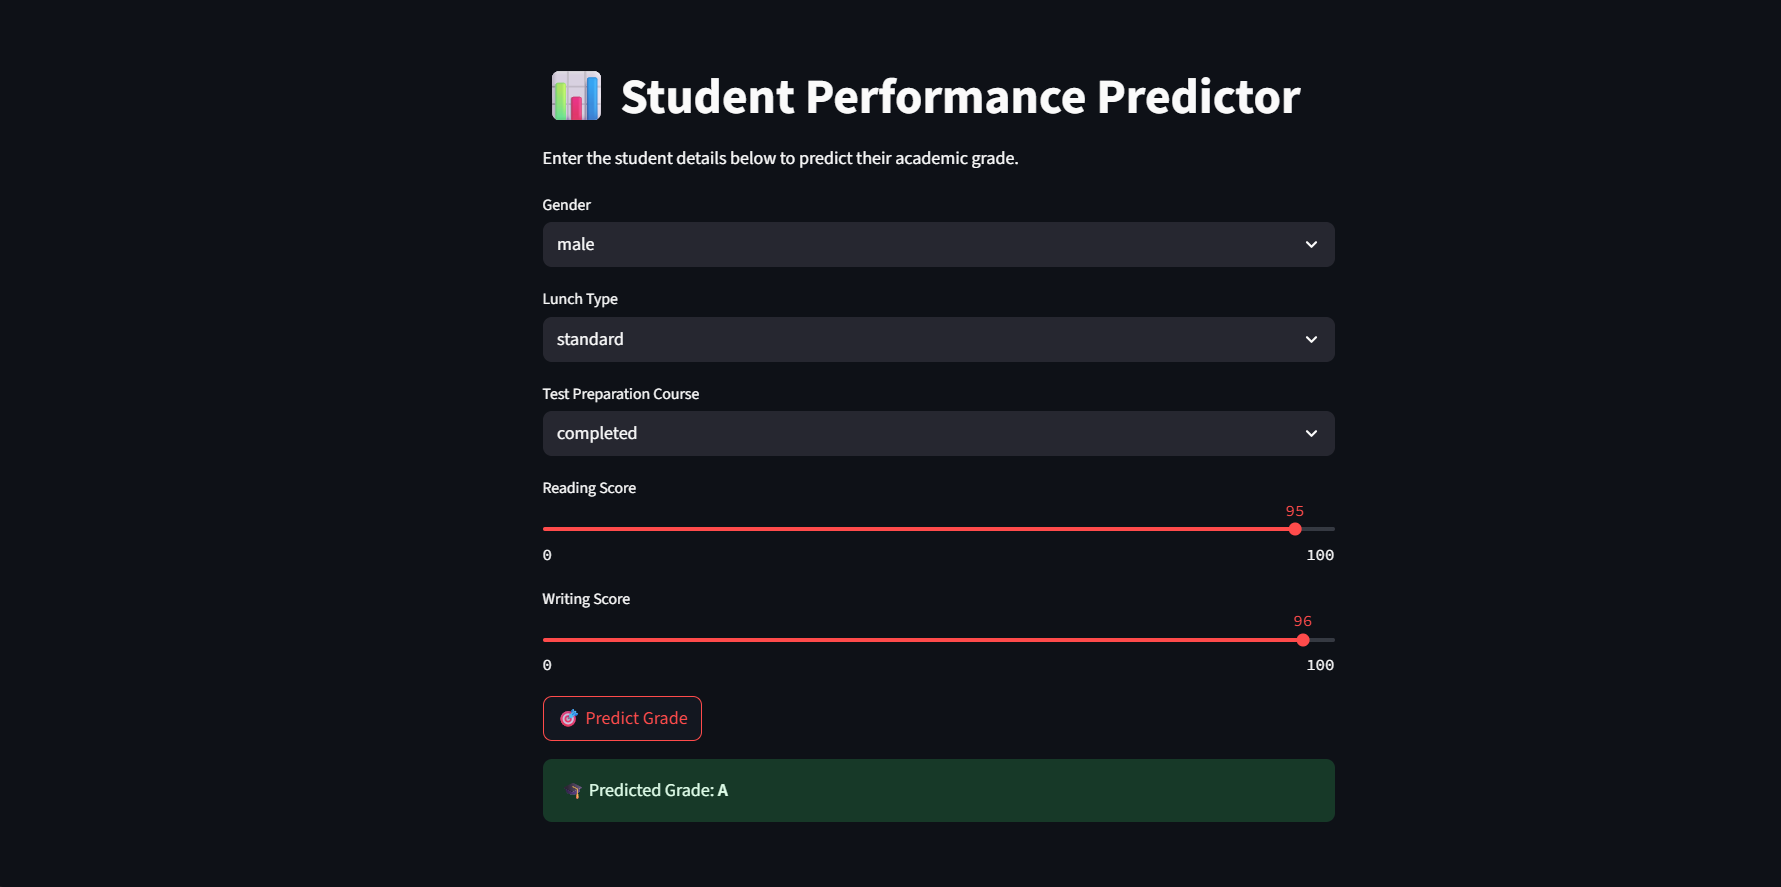 📊 Student Performance Predictor
Enter the student details below to predict their academic grade.
Gender
male
Lunch Type
standard
Test Preparation Course
completed
Reading Score
95
0 100
Writing Score
96
0 100
🎯 Predict Grade
🎓 Predicted Grade: A